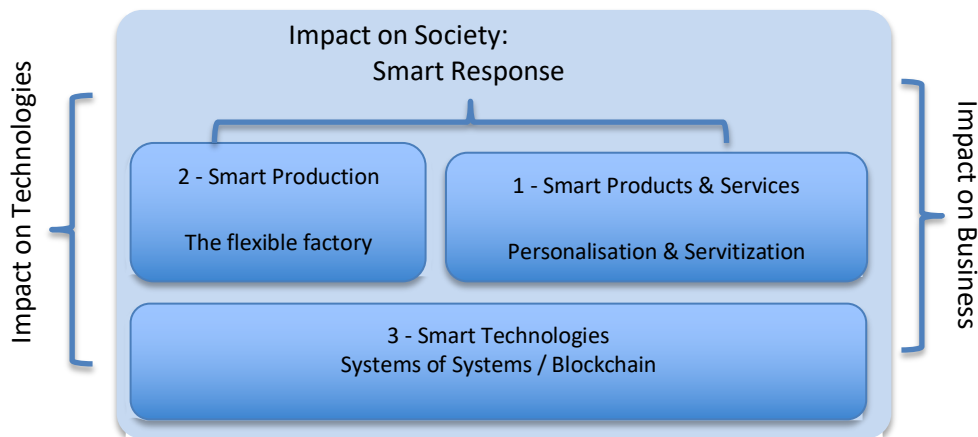 Impact on Society:
Smart Response
Impact on Technologies
2 - Smart Production
The flexible factory
1 - Smart Products & Services
Personalisation & Servitization
3 - Smart Technologies
Systems of Systems / Blockchain
Impact on Business